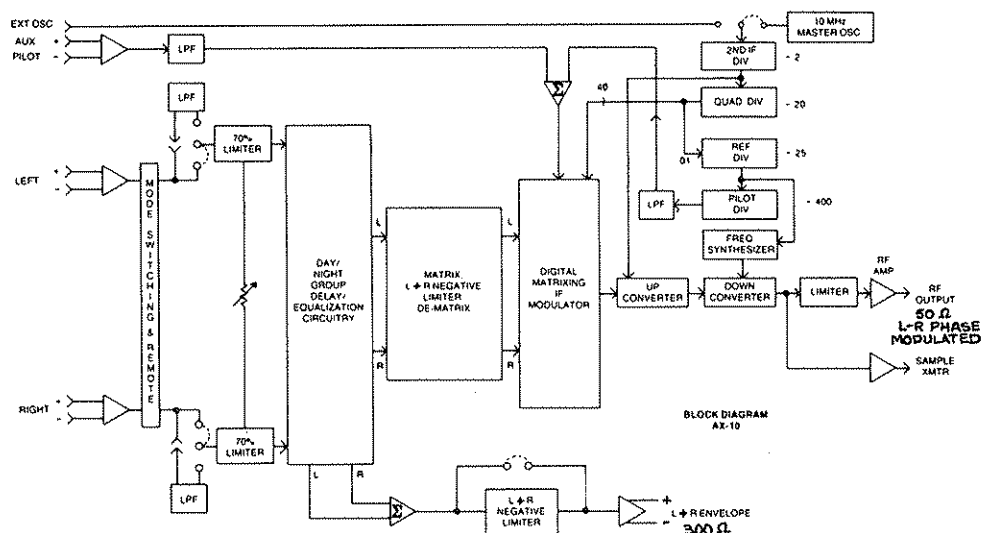 EXT OSC
AUX +
PILOT -
LPF
10 MHz
MASTER OSC
2ND IF
DIV
- 2
QUAD DIV
- 20
40
REF
DIV
- 25
01
PILOT
DIV
- 400
LPF
FREQ
SYNTHESIZER
Σ
LPF
70%
LIMITER
LEFT
+
-
MODE SWITCHING & REMOTE
DAY/
NIGHT
GROUP
DELAY/
EQUALIZATION
CIRCUITRY
L
R
MATRIX,
L + R NEGATIVE
LIMITER
DE-MATRIX
L
R
DIGITAL
MATRIXING
IF
MODULATOR
UP
CONVERTER
DOWN
CONVERTER
LIMITER
RF
AMP
RF
OUTPUT
50 Ω
L-R PHASE
MODULATED
SAMPLE
XMTR
RIGHT
+
-
70%
LIMITER
LPF
BLOCK DIAGRAM
AX-10
L
R
Σ
L + R
NEGATIVE
LIMITER
+
-
L + R ENVELOPE
300 Ω